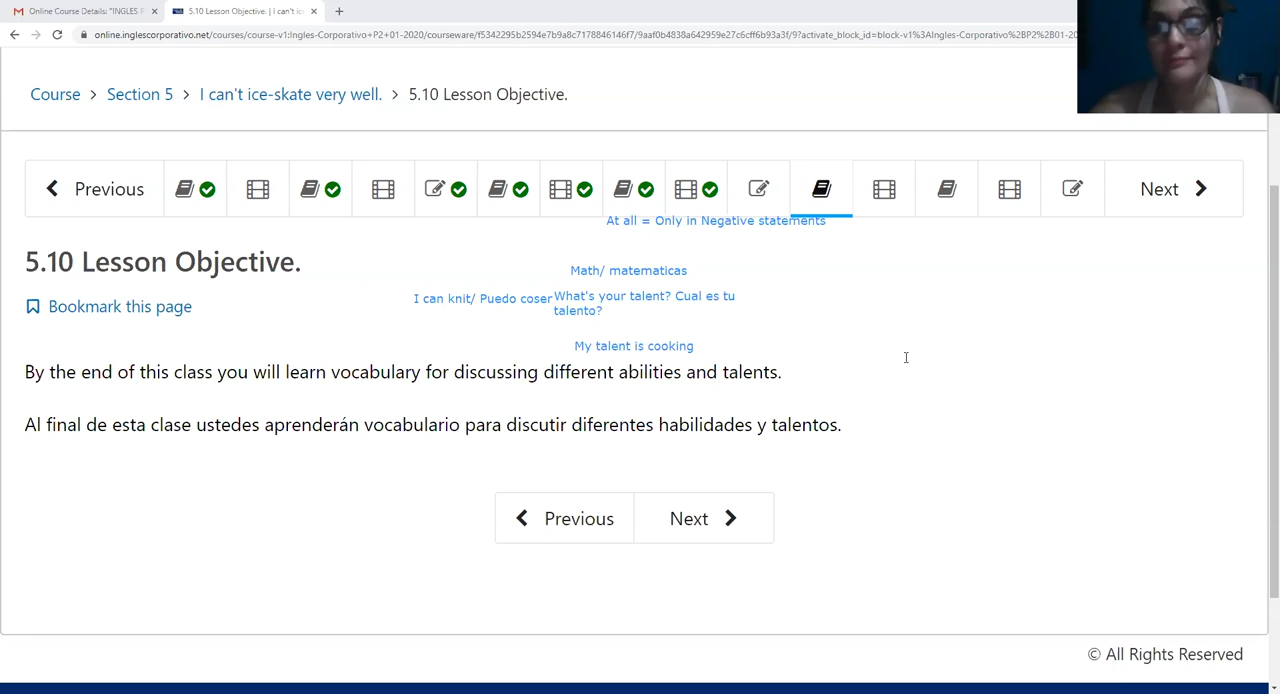 Online Course Details: "INGLES P
5.10 Lesson Objective. | I can't ice
online.inglescorporativo.net/courses/course-v1:Ingles-Corporativo+P2+01-2020/courseware/f5342295b2594e7b9a8c7178846146f7/9aaf0b4838a642959e27c6cff6b93a3f/9?activate_block_id=block-v1%3AIngles-Corporativo%2BP2%2B01-20
Course > Section 5 > I can't ice-skate very well. > 5.10 Lesson Objective.
Previous
Next
At all = Only in Negative statements
5.10 Lesson Objective.
Math/ matematicas
Bookmark this page
I can knit/ Puedo coser
What's your talent? Cual es tu
talento?
My talent is cooking
By the end of this class you will learn vocabulary for discussing different abilities and talents.
Al final de esta clase ustedes aprenderán vocabulario para discutir diferentes habilidades y talentos.
Previous
Next
© All Rights Reserved